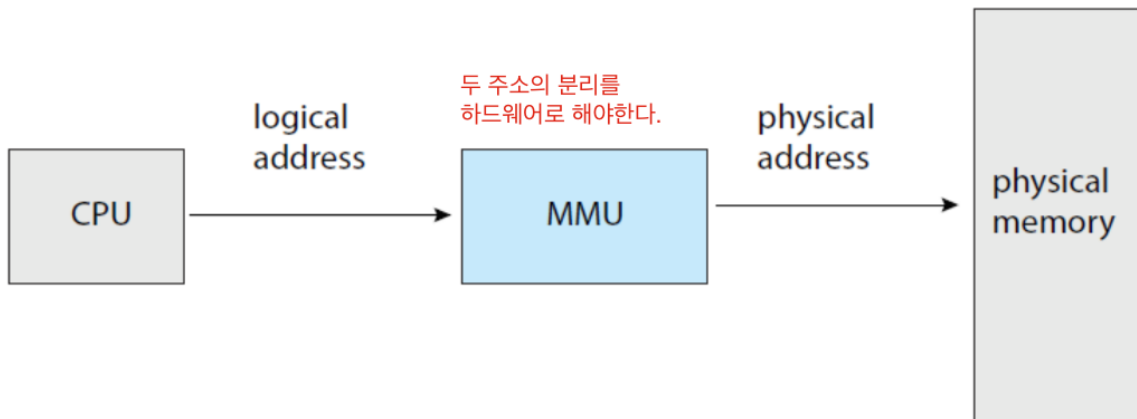 두 주소의 분리를
하드웨어로 해야한다.
logical
address
physical
address
CPU
MMU
physical
memory